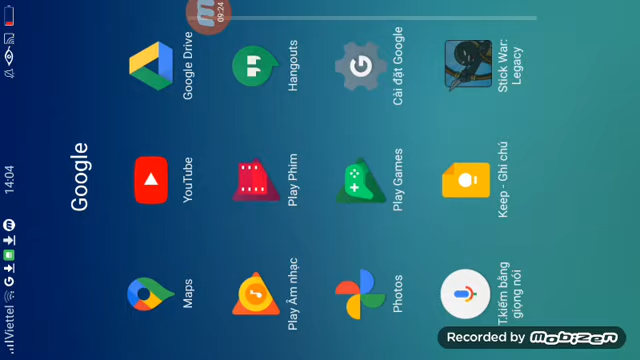 Viettel
14:04
09:24
Google
Maps
YouTube
Google Drive
Play Âm nhạc
Play Phim
Hangouts
Photos
Play Games
Cài đặt Google
T.kiếm bằng
giọng nói
Keep - Ghi chú
Stick War:
Legacy
Recorded by mobizen